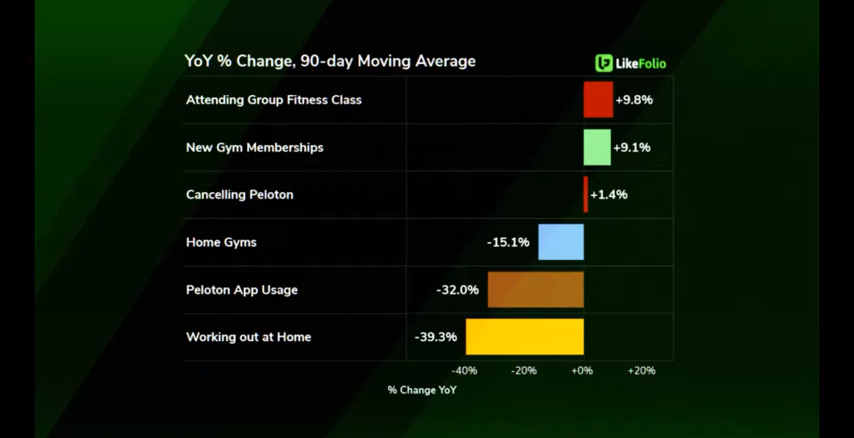 YoY % Change, 90-day Moving Average
LikeFolio
Attending Group Fitness Class +9.8%
New Gym Memberships +9.1%
Cancelling Peloton +1.4%
Home Gyms -15.1%
Peloton App Usage -32.0%
Working out at Home -39.3%
-40% -20% +0% +20%
% Change YoY